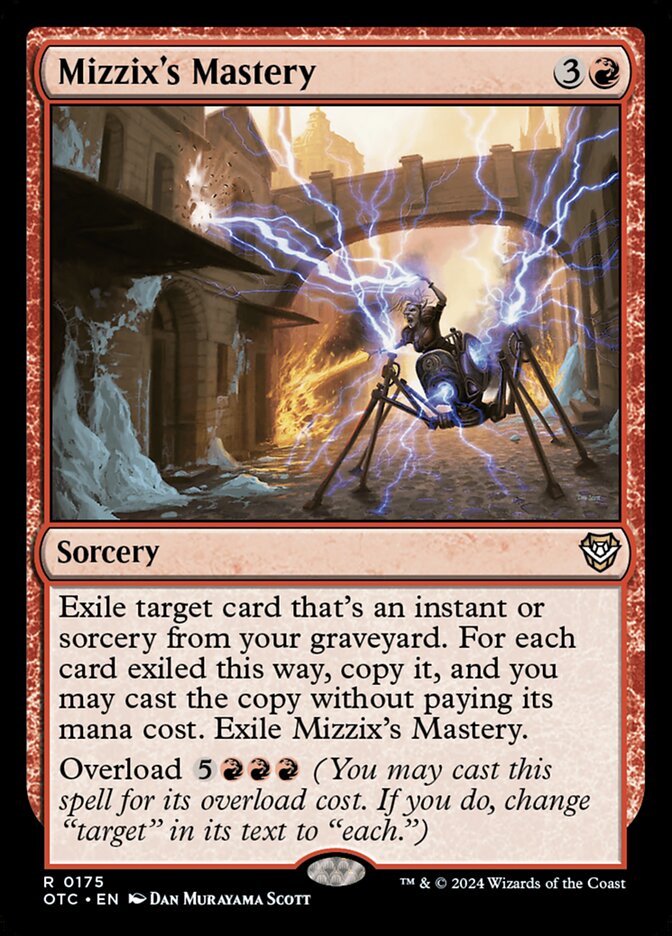 Mizzix's Mastery 3
Sorcery
Exile target card that's an instant or
sorcery from your graveyard. For each
card exiled this way, copy it, and you
may cast the copy without paying its
mana cost. Exile Mizzix's Mastery.
Overload 5 (You may cast this
spell for its overload cost. If you do, change
"target" in its text to "each.")
R 0175
OTC • EN Dan Murayama Scott
™ & © 2024 Wizards of the Coast